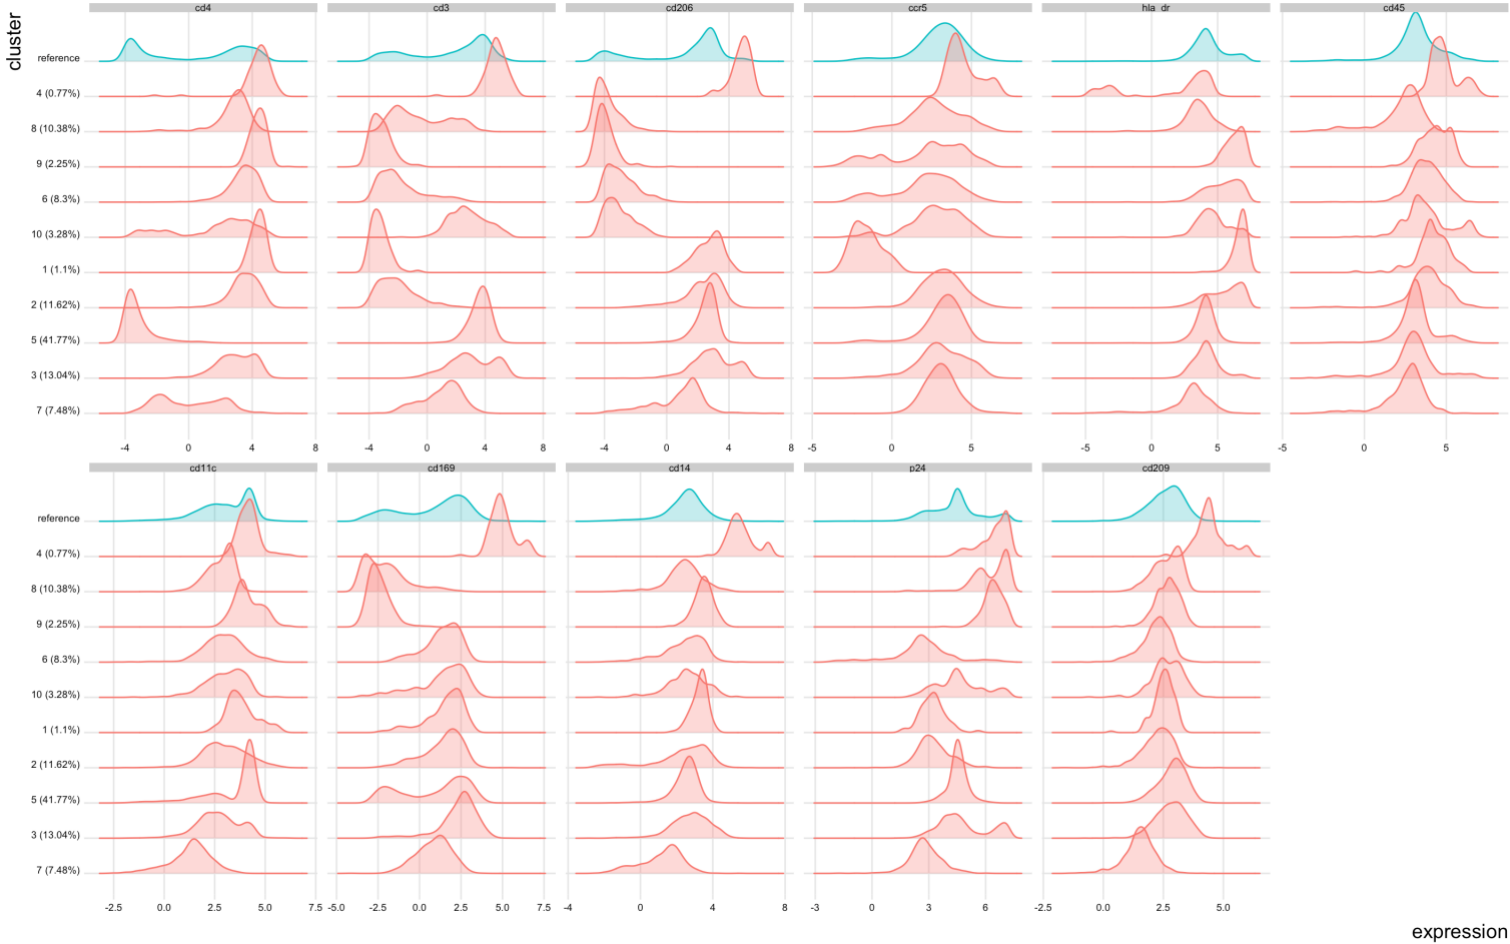 cluster
cd4 cd3 cd206 ccr5 hla_dr cd45
reference
4 (0.77%)
8 (10.38%)
9 (2.25%)
6 (8.3%)
10 (3.28%)
1 (1.1%)
2 (11.62%)
5 (41.77%)
3 (13.04%)
7 (7.48%)
-4 0 4 8 -4 0 4 8 -4 0 4 8 -5 0 5 -5 0 5 -5 0 5
cd11c cd169 cd14 p24 cd209
reference
4 (0.77%)
8 (10.38%)
9 (2.25%)
6 (8.3%)
10 (3.28%)
1 (1.1%)
2 (11.62%)
5 (41.77%)
3 (13.04%)
7 (7.48%)
-2.5 0.0 2.5 5.0 7.5 -5.0 -2.5 0.0 2.5 5.0 7.5 -4 0 4 8 -3 0 3 6 -2.5 0.0 2.5 5.0
expression